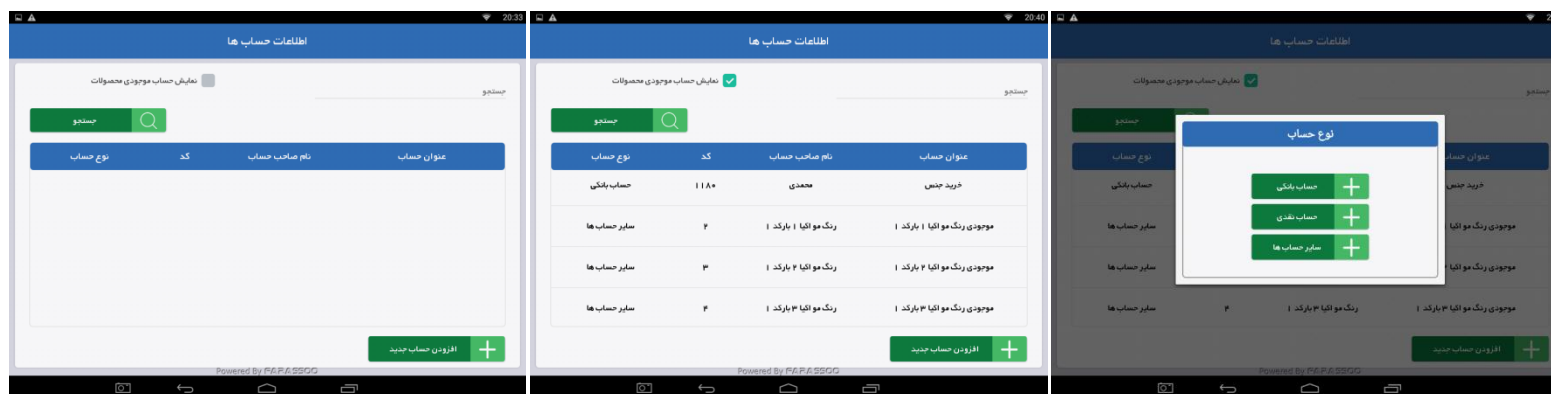 20:33
اطلاعات حساب ها
جستجو
نمایش حساب موجودی محصولات
جستجو
عنوان حساب نام صاحب حساب کد نوع حساب
افزودن حساب جدید
Powered By FARASSOO
20:40
اطلاعات حساب ها
جستجو
نمایش حساب موجودی محصولات
جستجو
عنوان حساب نام صاحب حساب کد نوع حساب
خرید جنس محمدی ۱۱۸۰ حساب بانکی
موجودی رنگ مو اکیا ۱ بارکد ۱ رنگ مو اکیا ۱ بارکد ۱ ۲ سایر حساب ها
موجودی رنگ مو اکیا ۲ بارکد ۱ رنگ مو اکیا ۲ بارکد ۱ ۳ سایر حساب ها
موجودی رنگ مو اکیا ۳ بارکد ۱ رنگ مو اکیا ۳ بارکد ۱ ۴ سایر حساب ها
افزودن حساب جدید
Powered By FARASSOO
2
اطلاعات حساب ها
جستجو
نمایش حساب موجودی محصولات
جستجو
نوع حساب
عنوان حساب نوع حساب
حساب بانکی
حساب نقدی
سایر حساب ها
خرید جنس حساب بانکی
موجودی رنگ مو اکیا سایر حساب ها
موجودی رنگ مو اکیا سایر حساب ها
موجودی رنگ مو اکیا ۳ بارکد ۱ رنگ مو اکیا ۳ بارکد ۱ ۴ سایر حساب ها
افزودن حساب جدید
Powered By FARASSOO